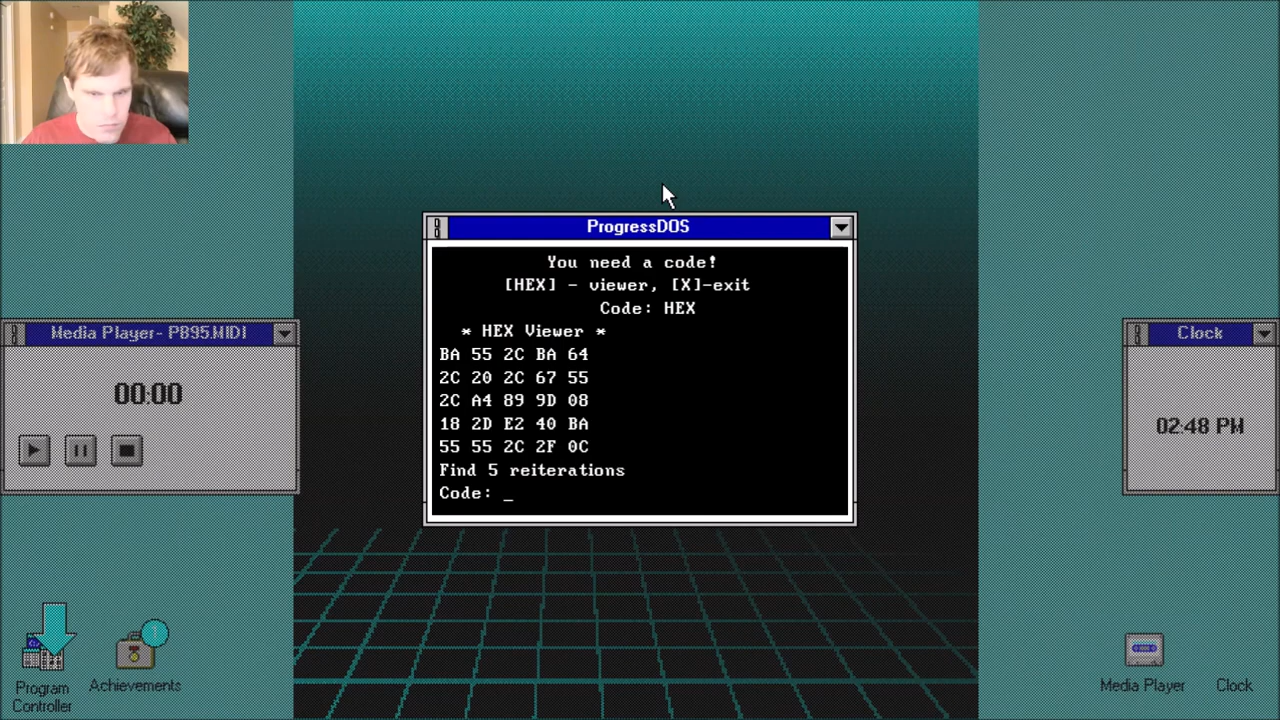 ProgressDOS
You need a code!
[HEX] - viewer, [X]-exit
Code: HEX
* HEX Viewer *
BA 55 2C BA 64
2C 20 2C 67 55
2C A4 89 9D 08
18 2D E2 40 BA
55 55 2C 2F 0C
Find 5 reiterations
Code: _
Media Player- PB95.MIDI
00:00
Clock
02:48 PM
Program
Controller
1
Achievements
Media Player
Clock